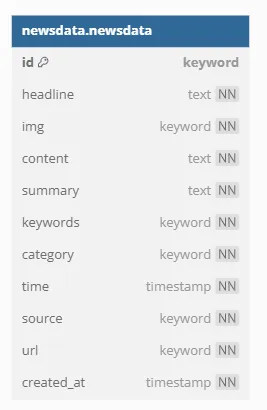 newsdata.newsdata
id keyword
headline text NN
img keyword NN
content text NN
summary text NN
keywords keyword NN
category keyword NN
time timestamp NN
source keyword NN
url keyword NN
created_at timestamp NN